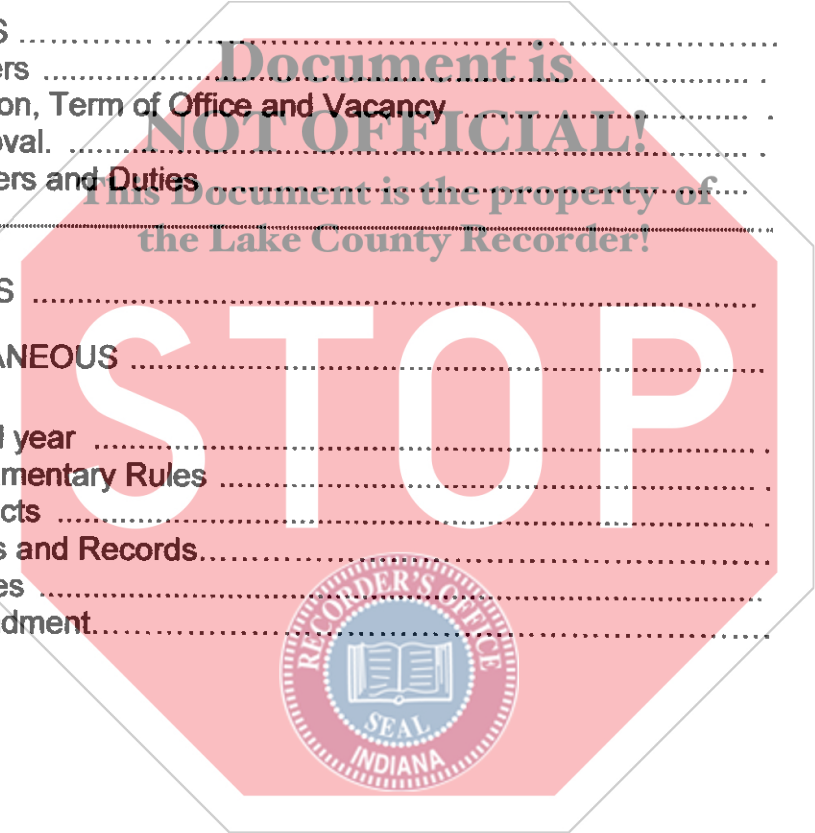 S ........................................
Document is
ers ........................................
on, Term of Office and Vacancy ........................................
NOT OFFICIAL!
oval. ........................................
ers and Duties ........................................
This Document is the property of
........................................
the Lake County Recorder!
S ........................................
STOP
ANEOUS ........................................
l year ........................................
mentary Rules ........................................
cts ........................................
s and Records........................................
es ........................................
dment........................................
RECORDER'S OFFICE
SEAL
INDIANA